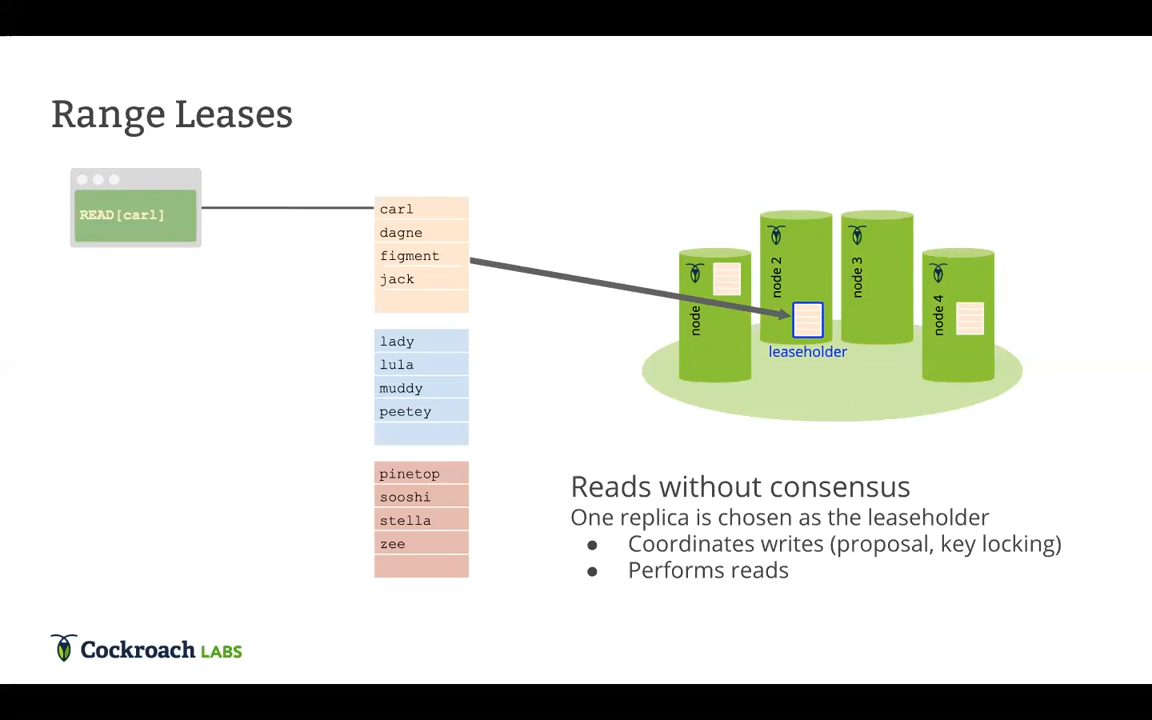 Range Leases
READ[carl]
carl
dagne
figment
jack
lady
lula
muddy
peetey
pinetop
sooshi
stella
zee
node
node 2
node 3
node 4
leaseholder
Reads without consensus
One replica is chosen as the leaseholder
● Coordinates writes (proposal, key locking)
● Performs reads
Cockroach LABS